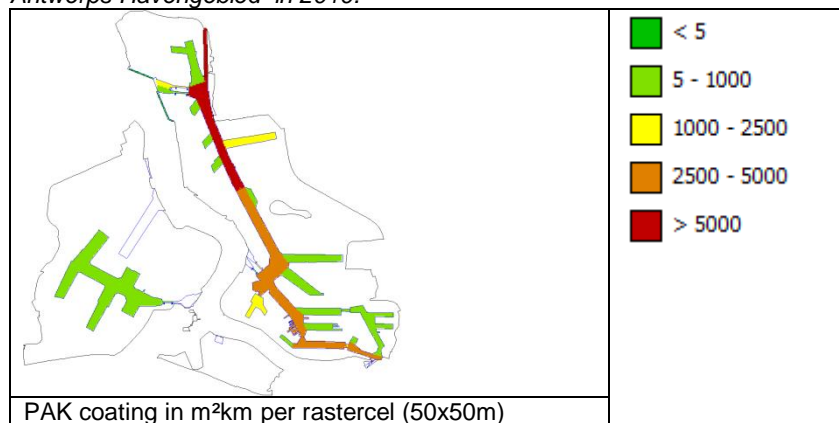 Antwerps Havengebied in 2010.
< 5
5 - 1000
1000 - 2500
2500 - 5000
> 5000
PAK coating in m²km per rastercel (50x50m)